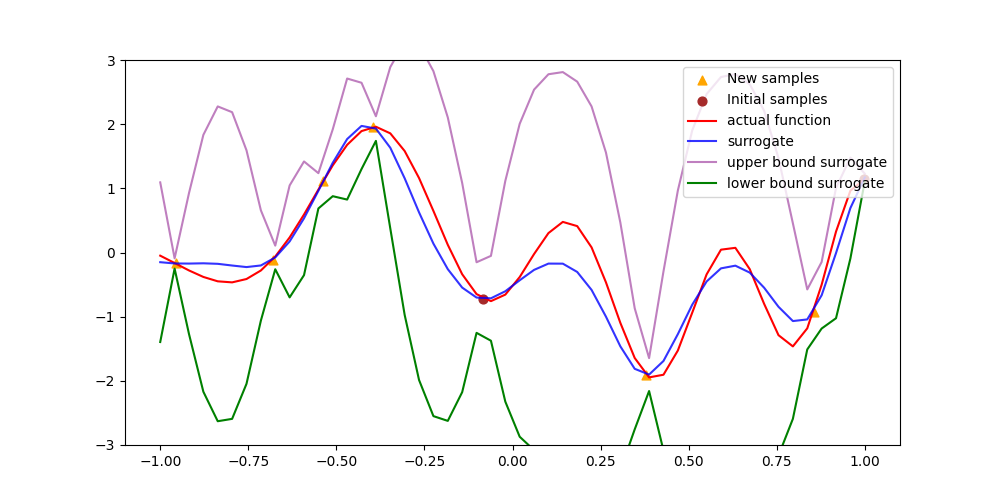 3
2
1
0
−1
−2
−3
−1.00 −0.75 −0.50 −0.25 0.00 0.25 0.50 0.75 1.00
New samples
Initial samples
actual function
surrogate
upper bound surrogate
lower bound surrogate